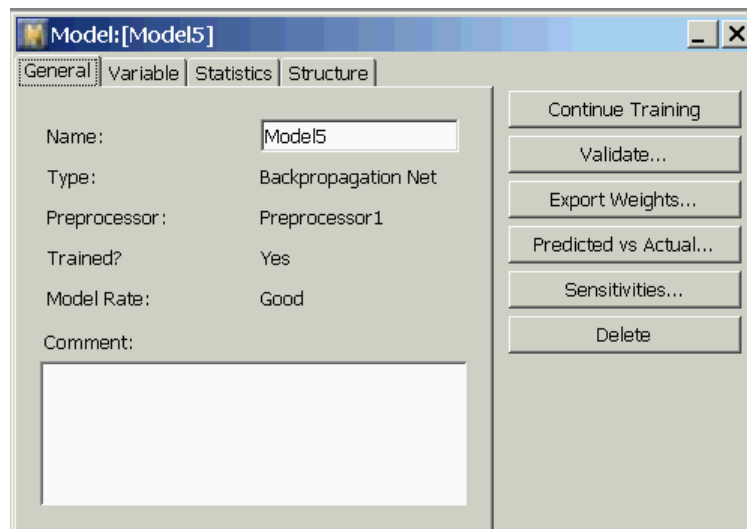 Model:[Model5]
General Variable Statistics Structure
Name: Model5
Type: Backpropagation Net
Preprocessor: Preprocessor1
Trained? Yes
Model Rate: Good
Comment:
Continue Training
Validate...
Export Weights...
Predicted vs Actual...
Sensitivities...
Delete